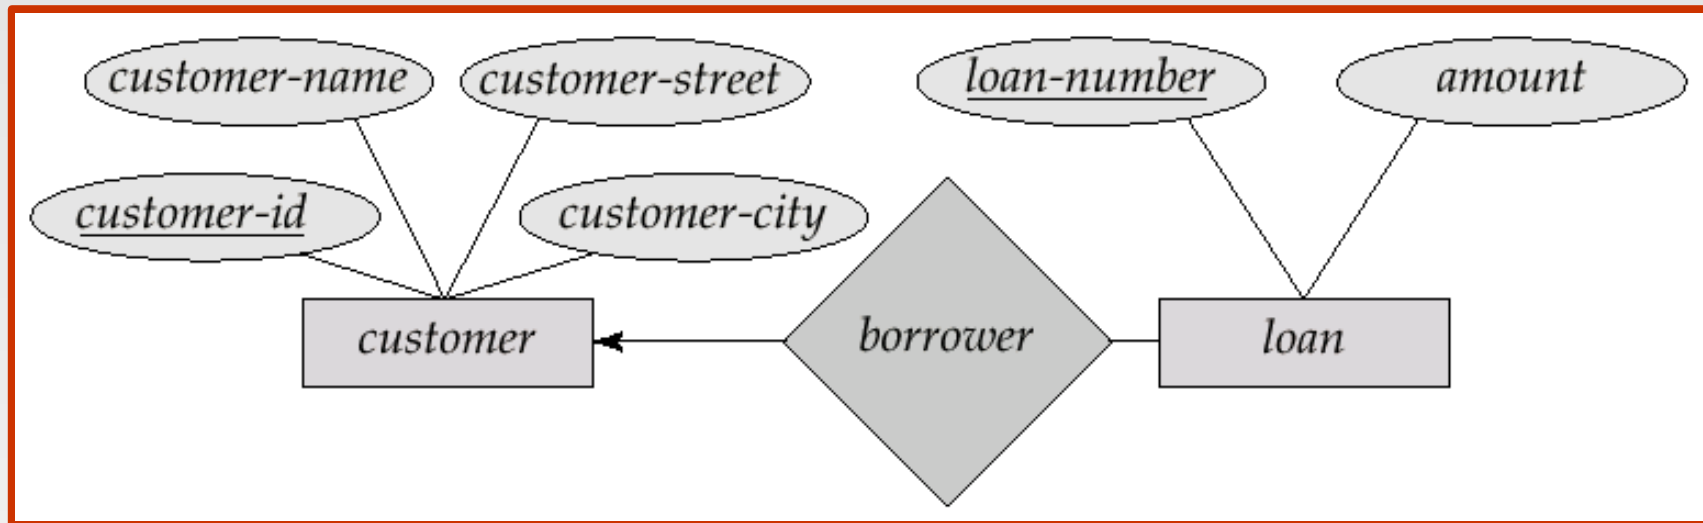 customer-name
customer-street
loan-number
amount
customer-id
customer-city
customer
borrower
loan